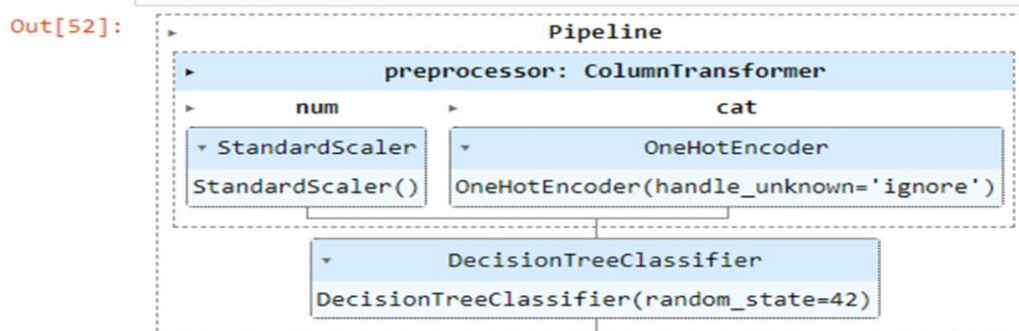 Out[52]:
Pipeline
preprocessor: ColumnTransformer
num
cat
StandardScaler
OneHotEncoder
StandardScaler()
OneHotEncoder(handle_unknown='ignore')
DecisionTreeClassifier
DecisionTreeClassifier(random_state=42)